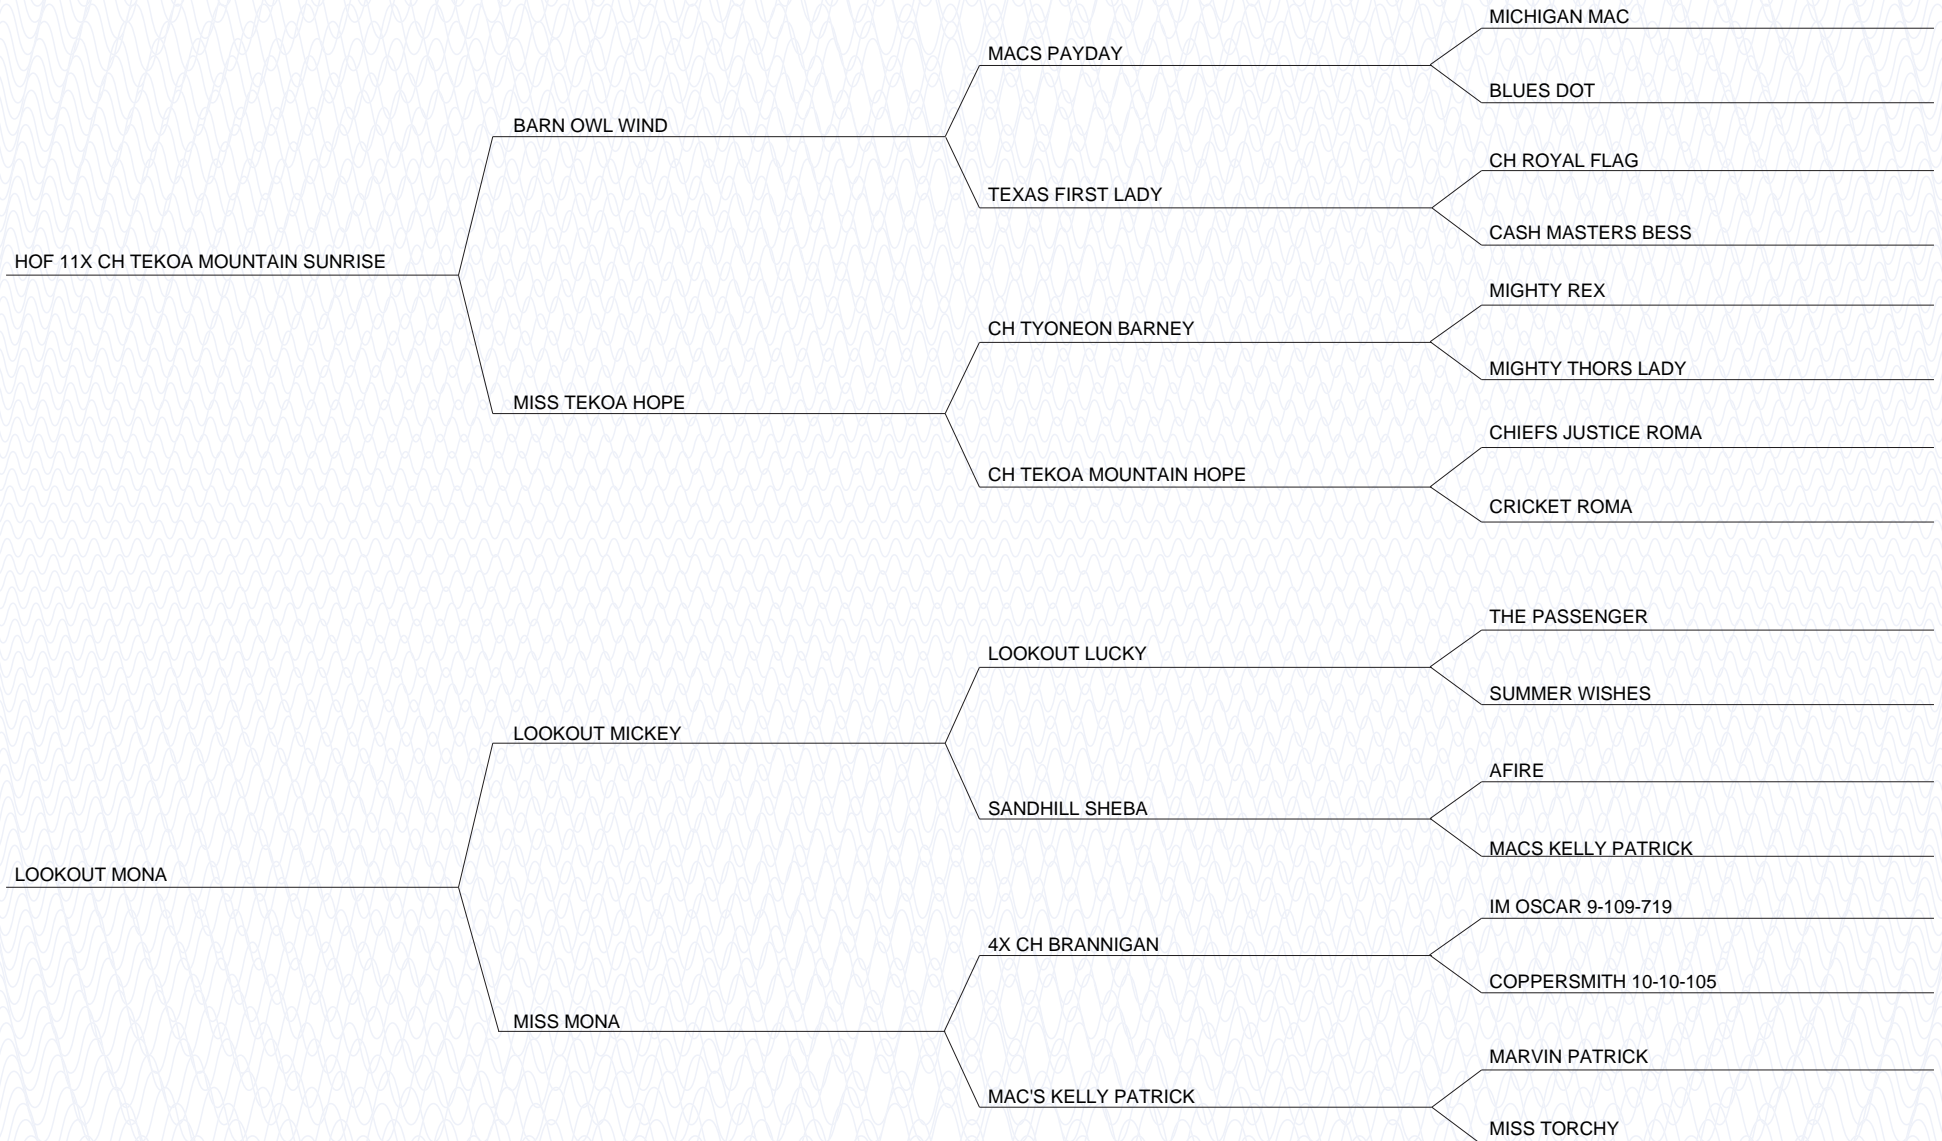 MICHIGAN MAC
MACS PAYDAY
BLUES DOT
BARN OWL WIND
CH ROYAL FLAG
TEXAS FIRST LADY
CASH MASTERS BESS
HOF 11X CH TEKOA MOUNTAIN SUNRISE
MIGHTY REX
CH TYONEON BARNEY
MIGHTY THORS LADY
MISS TEKOA HOPE
CHIEFS JUSTICE ROMA
CH TEKOA MOUNTAIN HOPE
CRICKET ROMA
THE PASSENGER
LOOKOUT LUCKY
SUMMER WISHES
LOOKOUT MICKEY
AFIRE
SANDHILL SHEBA
MACS KELLY PATRICK
LOOKOUT MONA
IM OSCAR 9-109-719
4X CH BRANNIGAN
COPPERSMITH 10-10-105
MISS MONA
MARVIN PATRICK
MAC'S KELLY PATRICK
MISS TORCHY